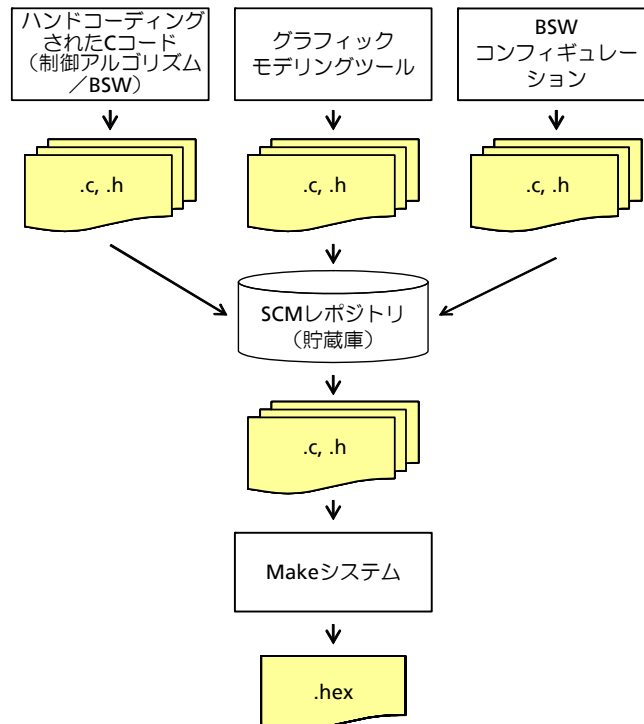 ハンドコーディング
されたCコード
（制御アルゴリズム
／BSW）
グラフィック
モデリングツール
BSW
コンフィギュレー
ション
.c, .h
.c, .h
.c, .h
SCMレポジトリ
（貯蔵庫）
.c, .h
Makeシステム
.hex